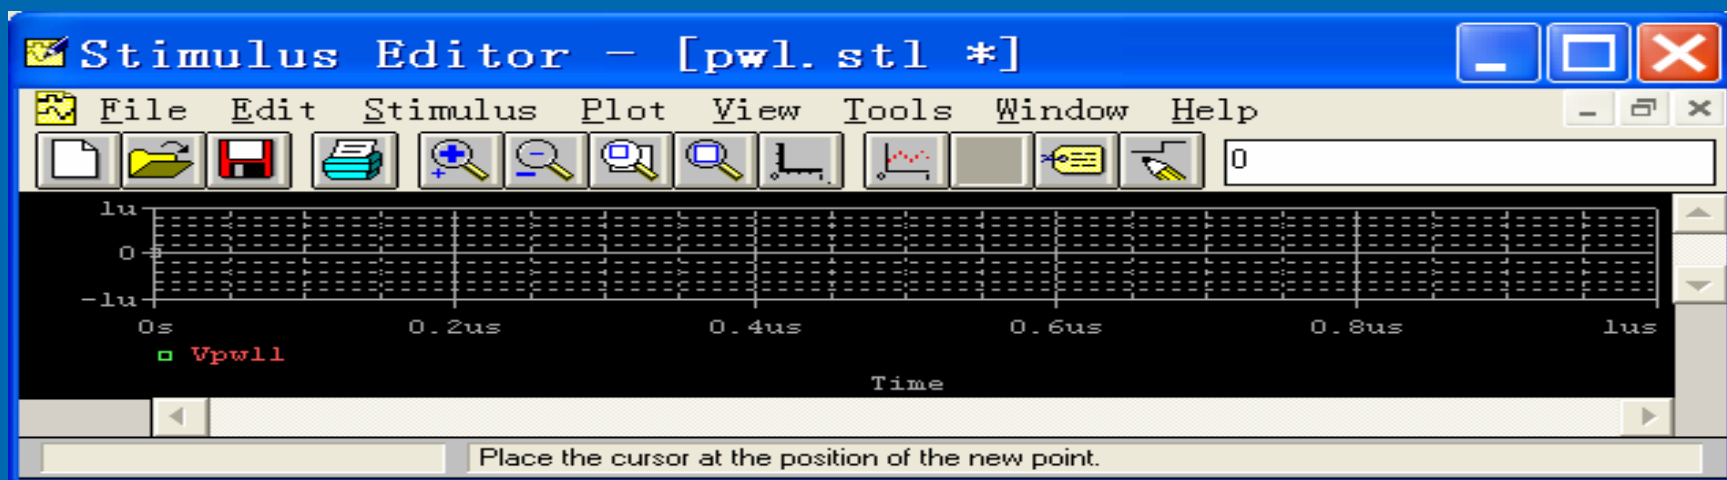 Stimulus Editor - [pwl.stl *]
File Edit Stimulus Plot View Tools Window Help
0
1u
0
-1u
0s 0.2us 0.4us 0.6us 0.8us 1us
Vpwl1
Time
Place the cursor at the position of the new point.